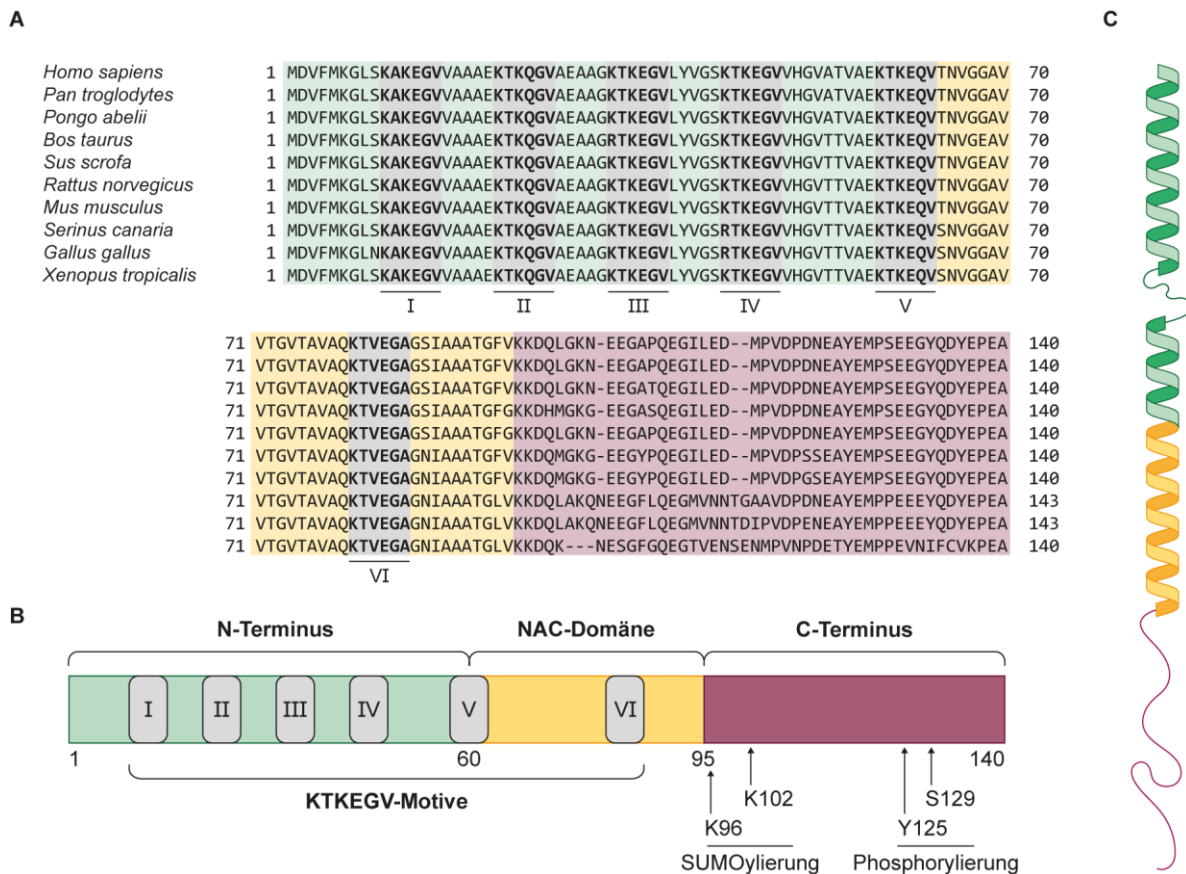 A
C
Homo sapiens 1 MDVFMKGLSKAKEGVVAAAEKTKQGVAEAAGKTKEGVLYVGSKTKEGVVHGVATVAEKTKEQVTNVGGAV 70
Pan troglodytes 1 MDVFMKGLSKAKEGVVAAAEKTKQGVAEAAGKTKEGVLYVGSKTKEGVVHGVATVAEKTKEQVTNVGGAV 70
Pongo abelii 1 MDVFMKGLSKAKEGVVAAAEKTKQGVAEAAGKTKEGVLYVGSKTKEGVVHGVATVAEKTKEQVTNVGGAV 70
Bos taurus 1 MDVFMKGLSKAKEGVVAAAEKTKQGVAEAAGRTKEGVLYVGSKTKEGVVHGVTTVAEKTKEQVTNVGEAV 70
Sus scrofa 1 MDVFMKGLSKAKEGVVAAAEKTKQGVAEAAGKTKEGVLYVGSKTKEGVVHGVTTVAEKTKEQVTNVGEAV 70
Rattus norvegicus 1 MDVFMKGLSKAKEGVVAAAEKTKQGVAEAAGKTKEGVLYVGSKTKEGVVHGVTTVAEKTKEQVTNVGGAV 70
Mus musculus 1 MDVFMKGLSKAKEGVVAAAEKTKQGVAEAAGKTKEGVLYVGSKTKEGVVHGVTTVAEKTKEQVTNVGGAV 70
Serinus canaria 1 MDVFMKGLSKAKEGVVAAAEKTKQGVAEAAGKTKEGVLYVGSRTKEGVVHGVTTVAEKTKEQVSNVGGAV 70
Gallus gallus 1 MDVFMKGLNKAKEGVVAAAEKTKQGVAEAAGKTKEGVLYVGSRTKEGVVHGVTTVAEKTKEQVSNVGGAV 70
Xenopus tropicalis 1 MDVFMKGLSKAKEGVVAAAEKTKQGVAEAAGKTKEGVLYVGSKTKEGVVHGVTTVAEKTKEQVSNVGGAV 70
I II III IV V
71 VTGVTAVAQKTVEGAGSIAAATGFVKKDQLGKN-EEGAPQEGILED--MPVDPDNEAYEMPSEEGYQDYEPEA 140
71 VTGVTAVAQKTVEGAGSIAAATGFVKKDQLGKN-EEGAPQEGILED--MPVDPDNEAYEMPSEEGYQDYEPEA 140
71 VTGVTAVAQKTVEGAGSIAAATGFVKKDQLGKN-EEGATQEGILED--MPVDPDNEAYEMPSEEGYQDYEPEA 140
71 VTGVTAVAQKTVEGAGSIAAATGFGKKDHMGKG-EEGASQEGILED--MPVDPDNEAYEMPSEEGYQDYEPEA 140
71 VTGVTAVAQKTVEGAGSIAAATGFGKKDQLGKN-EEGAPQEGILED--MPVDPDNEAYEMPSEEGYQDYEPEA 140
71 VTGVTAVAQKTVEGAGNIAAATGFVKKDQMGKG-EEGYPQEGILED--MPVDPSSEAYEMPSEEGYQDYEPEA 140
71 VTGVTAVAQKTVEGAGNIAAATGFVKKDQMGKG-EEGYPQEGILED--MPVDPGSEAYEMPSEEGYQDYEPEA 140
71 VTGVTAVAQKTVEGAGNIAAATGLVKKDQLAKQNEEGFLQEGMVNNTGAAVDPDNEAYEMPPEEEYQDYEPEA 143
71 VTGVTAVAQKTVEGAGNIAAATGLVKKDQLAKQNEEGFLQEGMVNNTDIPVDPENEAYEMPPEEEYQDYEPEA 143
71 VTGVTAVAQKTVEGAGNIAAATGLVKKDQK---NESGFGQEGTVENSENMPVNPDETYEMPPEVNIFCVKPEA 140
VI
B
N-Terminus NAC-Domäne C-Terminus
I II III IV V VI
1 60 95 140
KTKEGV-Motive
K102 S129
K96 Y125
SUMOylierung Phosphorylierung